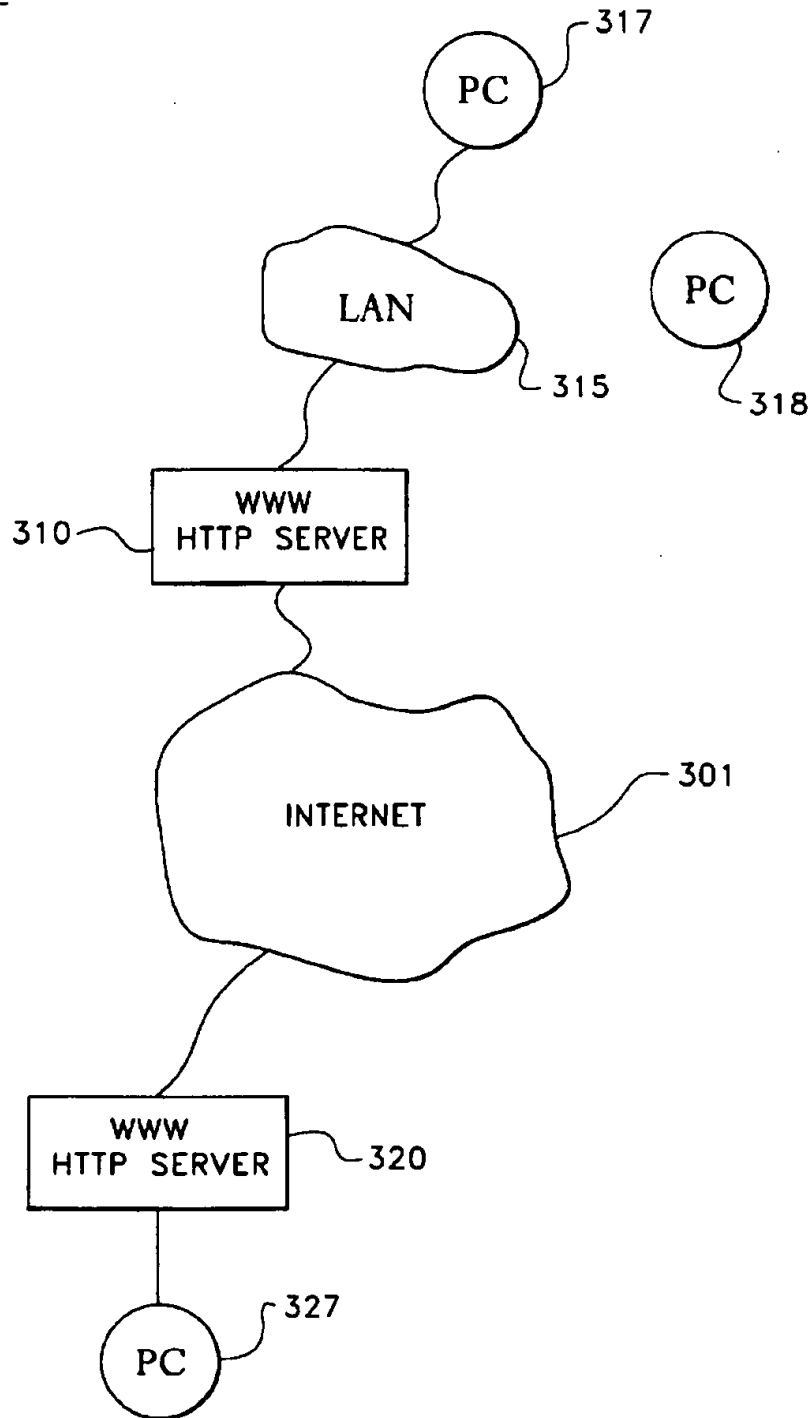 317
PC
LAN
PC
315
318
WWW
HTTP SERVER
310
INTERNET
301
WWW
HTTP SERVER
320
327
PC